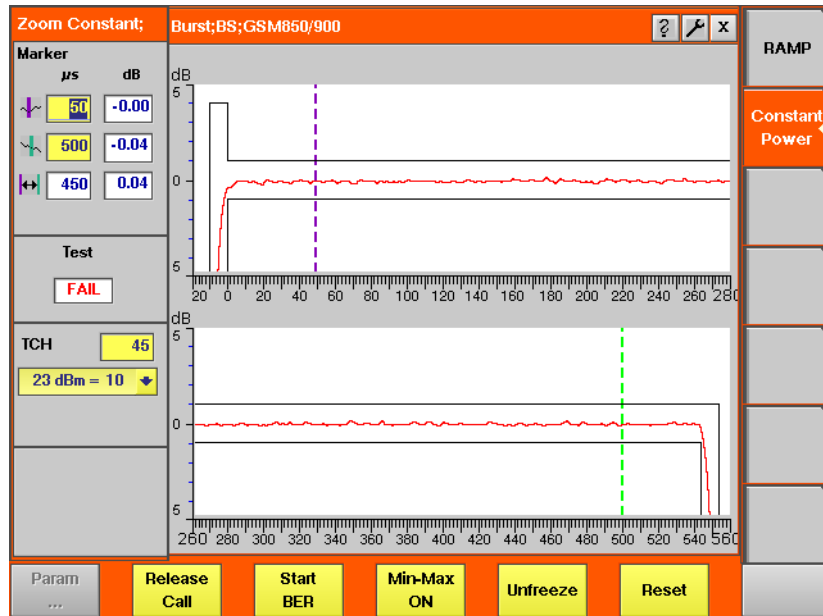 Zoom Constant;
Burst;BS;GSM850/900
? X
RAMP
Constant
Power
Marker
µs dB
50 -0.00
500 -0.04
450 0.04
Test
FAIL
TCH 45
23 dBm = 10
dB
5
0
5
20 0 20 40 60 80 100 120 140 160 180 200 220 240 260 280
dB
5
0
5
260 280 300 320 340 360 380 400 420 440 460 480 500 520 540 560
Param
...
Release
Call
Start
BER
Min-Max
ON
Unfreeze
Reset